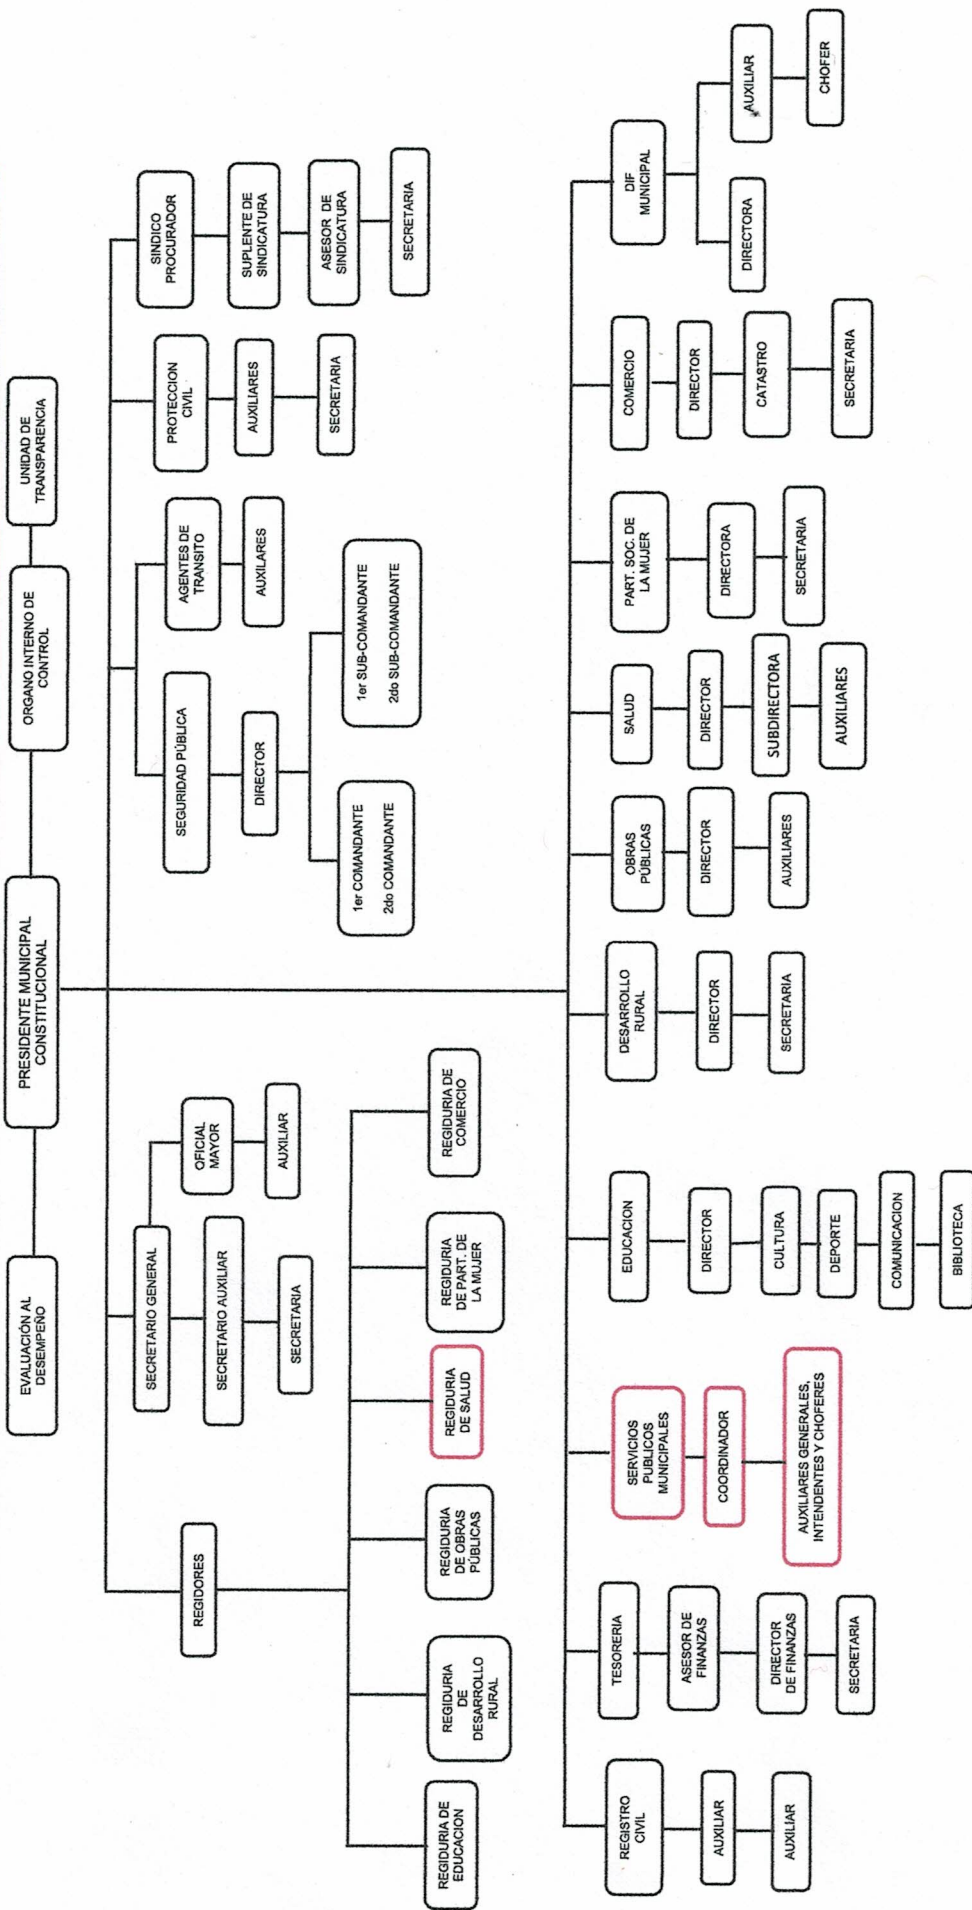 EVALUACIÓN AL
DESEMPEÑO
PRESIDENTE MUNICIPAL
CONSTITUCIONAL
ORGANO INTERNO DE
CONTROL
UNIDAD DE
TRANSPARENCIA
REGIDORES
SECRETARIO GENERAL
SECRETARIO AUXILIAR
SECRETARIA
OFICIAL
MAYOR
AUXILIAR
SEGURIDAD PÚBLICA
DIRECTOR
1er COMANDANTE
2do COMANDANTE
1er SUB-COMANDANTE
2do SUB-COMANDANTE
AGENTES DE
TRANSITO
AUXILARES
PROTECCION
CIVIL
AUXILIARES
SECRETARIA
SINDICO
PROCURADOR
SUPLENTE DE
SINDICATURA
ASESOR DE
SINDICATURA
SECRETARIA
REGIDURIA DE
EDUCACION
REGIDURIA
DE
DESARROLLO
RURAL
REGIDURIA
DE OBRAS
PÚBLICAS
REGIDURIA
DE SALUD
REGIDURIA
DE PART. DE
LA MUJER
REGIDURIA DE
COMERCIO
REGISTRO
CIVIL
AUXILIAR
AUXILIAR
TESORERIA
ASESOR DE
FINANZAS
DIRECTOR
DE FINANZAS
SECRETARIA
SERVICIOS
PUBLICOS
MUNICIPALES
COORDINADOR
AUXILIARES GENERALES,
INTENDENTES Y CHOFERES
EDUCACION
DIRECTOR
CULTURA
DEPORTE
COMUNICACION
BIBLIOTECA
DESARROLLO
RURAL
DIRECTOR
SECRETARIA
OBRAS
PÚBLICAS
DIRECTOR
AUXILIARES
SALUD
DIRECTOR
SUBDIRECTORA
AUXILIARES
PART. SOC. DE
LA MUJER
DIRECTORA
SECRETARIA
COMERCIO
DIRECTOR
CATASTRO
SECRETARIA
DIF
MUNICIPAL
DIRECTORA
AUXILIAR
CHOFER